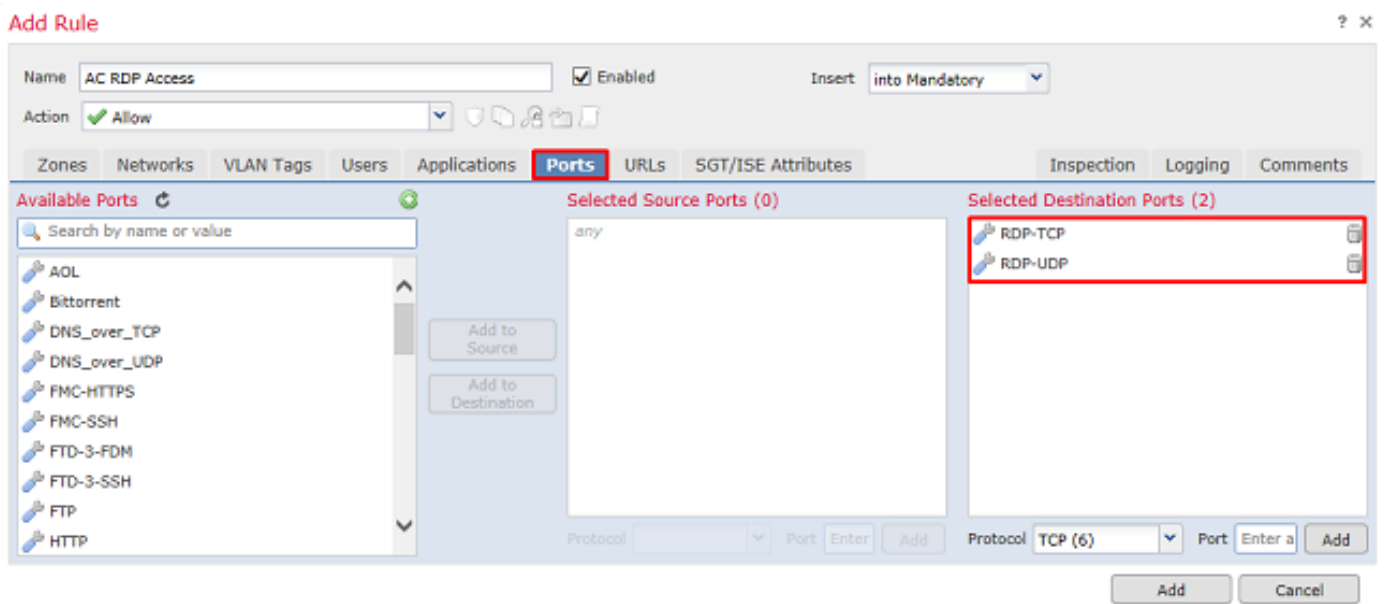 Add Rule ? ×
Name AC RDP Access Enabled Insert into Mandatory
Action Allow
Zones Networks VLAN Tags Users Applications Ports URLs SGT/ISE Attributes Inspection Logging Comments
Available Ports Selected Source Ports (0) Selected Destination Ports (2)
Search by name or value any RDP-TCP
RDP-UDP
AOL
Bittorrent
DNS_over_TCP
DNS_over_UDP
FMC-HTTPS
FMC-SSH
FTD-3-FDM
FTD-3-SSH
FTP
HTTP
Add to
Source
Add to
Destination
Protocol Port Enter Add
Protocol TCP (6) Port Enter a Add
Add Cancel